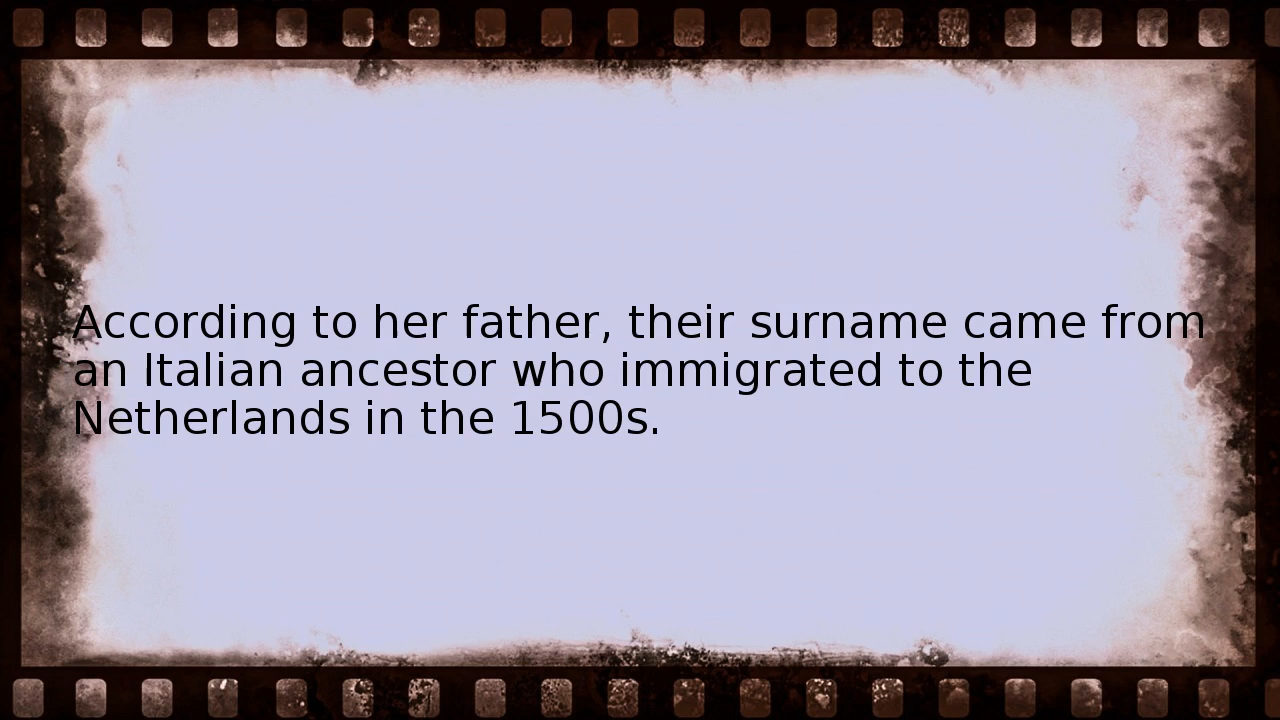 According to her father, their surname came from
an Italian ancestor who immigrated to the
Netherlands in the 1500s.